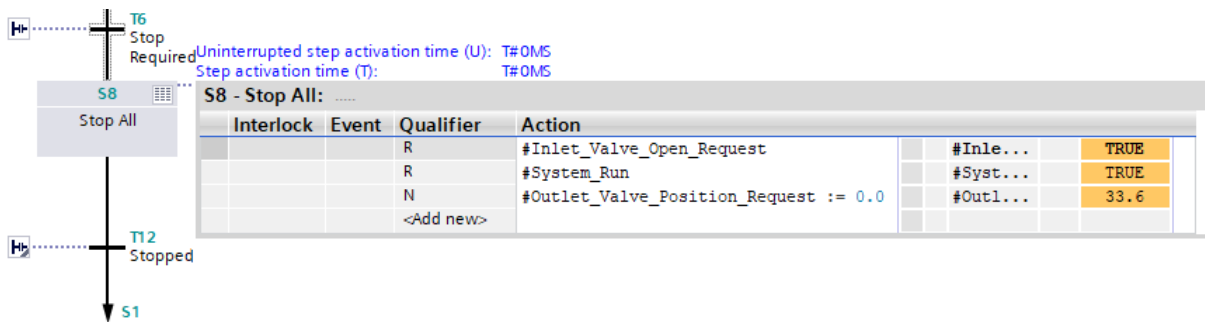 T6
Stop
Required
Uninterrupted step activation time (U): T#0MS
Step activation time (T): T#0MS
S8
Stop All
S8 - Stop All: .....
Interlock Event Qualifier Action
R #Inlet_Valve_Open_Request #Inle... TRUE
R #System_Run #Syst... TRUE
N #Outlet_Valve_Position_Request := 0.0 #Outl... 33.6
<Add new>
T12
Stopped
S1